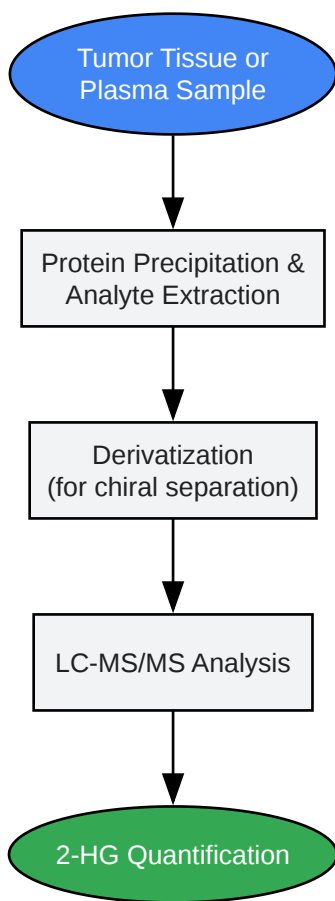 Tumor Tissue or
Plasma Sample
Protein Precipitation &
Analyte Extraction
Derivatization
(for chiral separation)
LC-MS/MS Analysis
2-HG Quantification